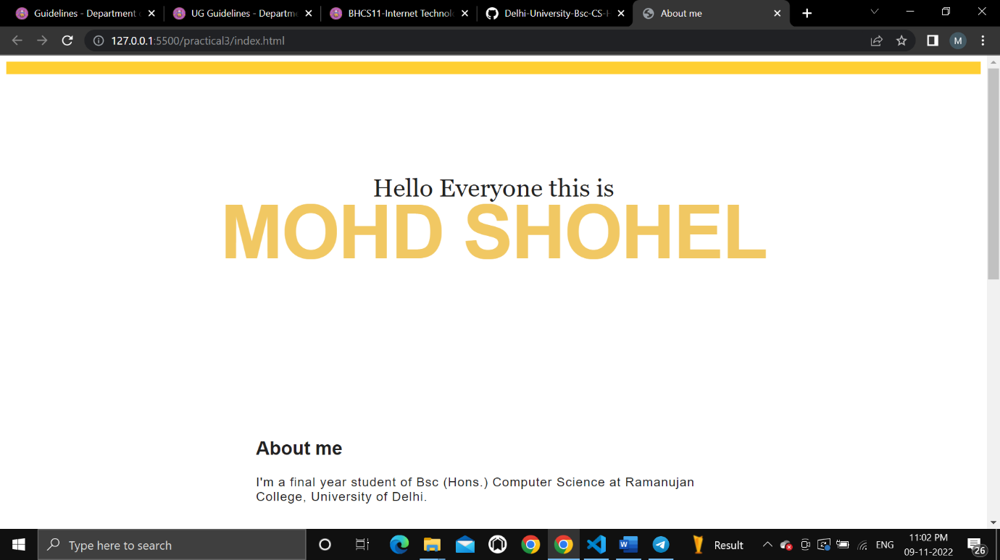 Guidelines - Department
UG Guidelines - Departme
BHCS11-Internet Technol
Delhi-University-Bsc-CS-H
About me
127.0.0.1:5500/practical3/index.html
M
Hello Everyone this is
MOHD SHOHEL
About me
I'm a final year student of Bsc (Hons.) Computer Science at Ramanujan
College, University of Delhi.
Type here to search
Result
ENG
11:02 PM
09-11-2022
26